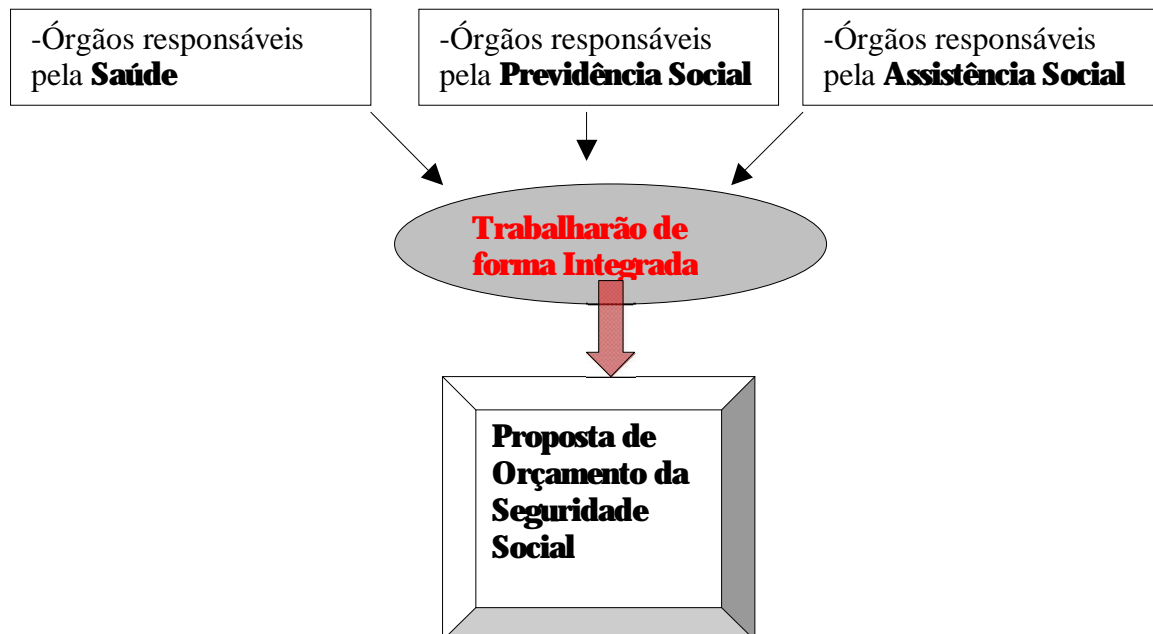 -Órgãos responsáveis
pela Saúde
-Órgãos responsáveis
pela Previdência Social
-Órgãos responsáveis
pela Assistência Social
Trabalharão de
forma Integrada
Proposta de
Orçamento da
Seguridade
Social